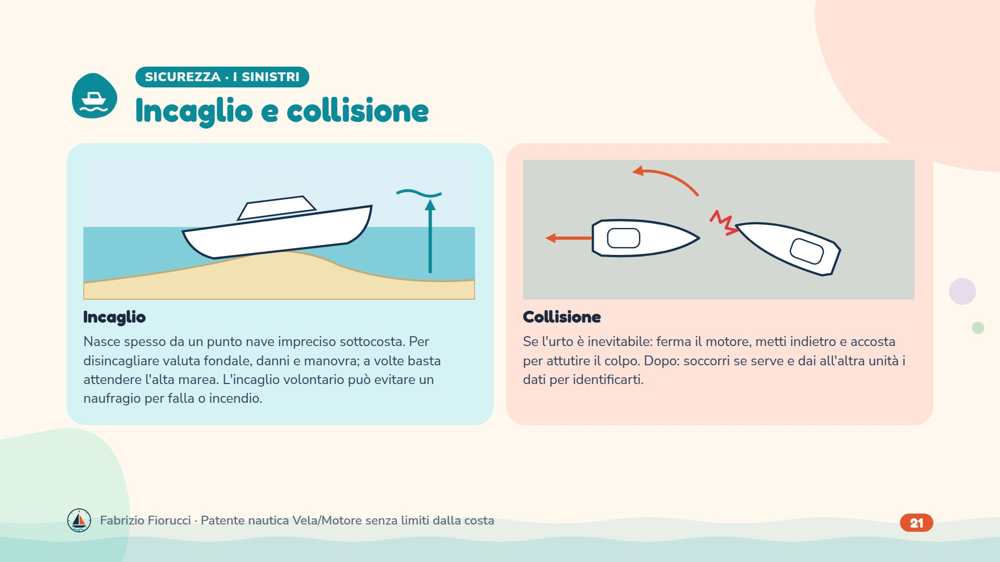 SICUREZZA · I SINISTRI
Incaglio e collisione
Incaglio
Nasce spesso da un punto nave impreciso sottocosta. Per
disincagliare valuta fondale, danni e manovra; a volte basta
attendere l'alta marea. L'incaglio volontario può evitare un
naufragio per falla o incendio.
Collisione
Se l'urto è inevitabile: ferma il motore, metti indietro e accosta
per attutire il colpo. Dopo: soccorri se serve e dai all'altra unità i
dati per identificarti.
Fabrizio Fiorucci · Patente nautica Vela/Motore senza limiti dalla costa
21